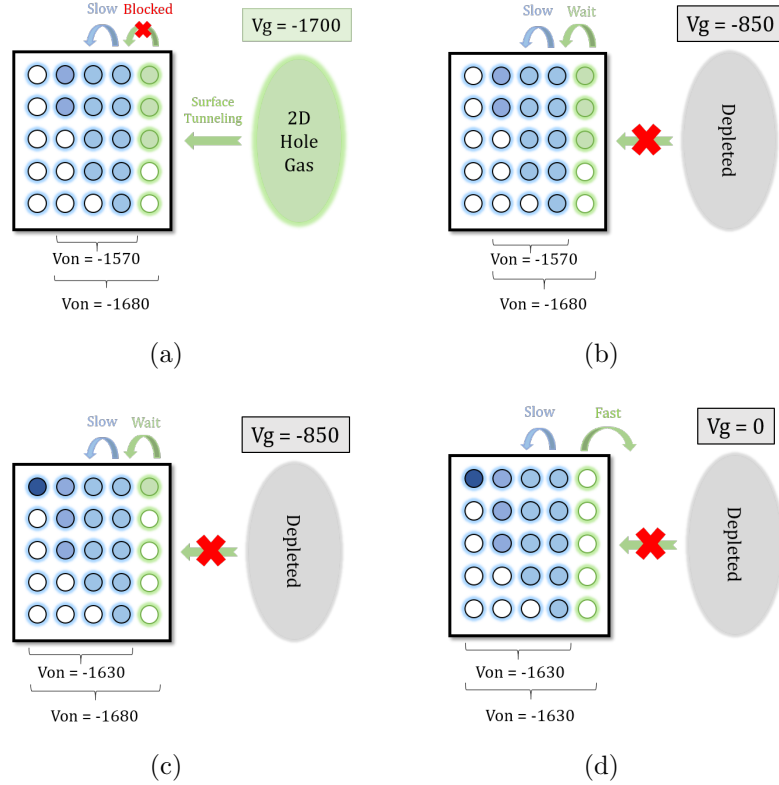 Slow Blocked
Vg = -1700
Surface
Tunneling
2D
Hole
Gas
Von = -1570
Von = -1680
(a)
Slow Wait
Vg = -850
Depleted
Von = -1570
Von = -1680
(b)
Slow Wait
Vg = -850
Depleted
Von = -1630
Von = -1680
(c)
Slow Fast
Vg = 0
Depleted
Von = -1630
Von = -1630
(d)